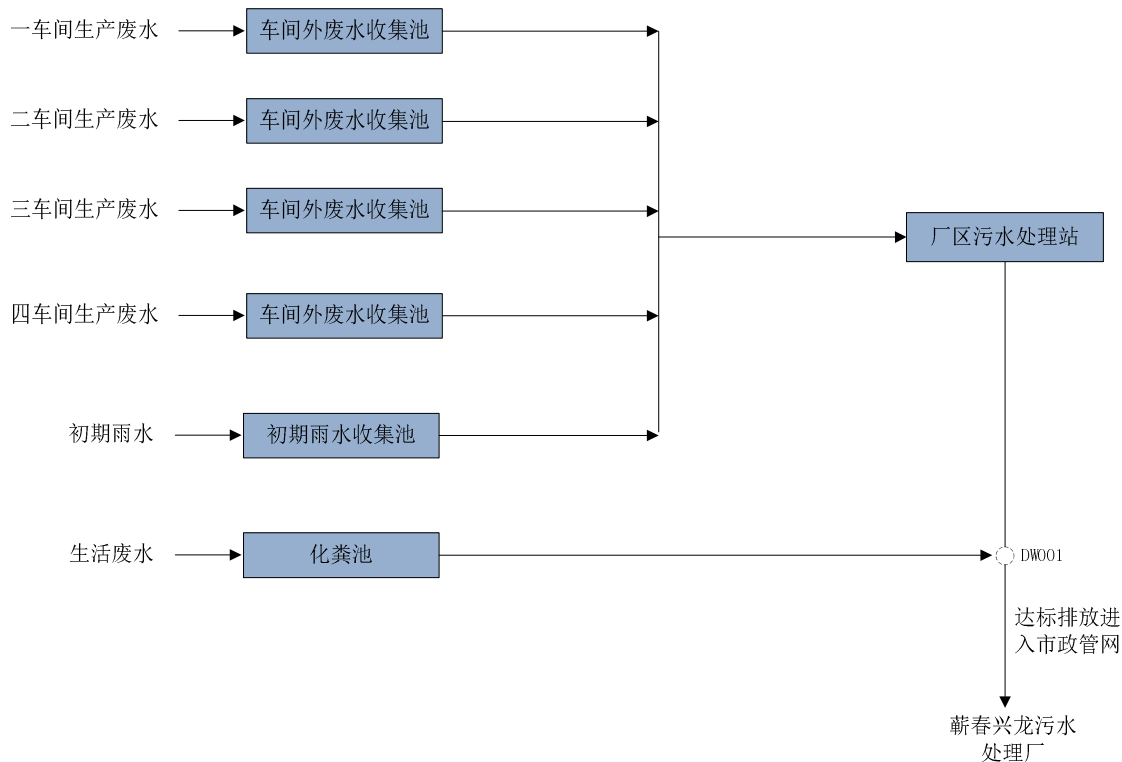 一车间生产废水
车间外废水收集池
二车间生产废水
车间外废水收集池
三车间生产废水
车间外废水收集池
厂区污水处理站
四车间生产废水
车间外废水收集池
初期雨水
初期雨水收集池
生活废水
化粪池
DW001
达标排放进
入市政管网
蕲春兴龙污水
处理厂